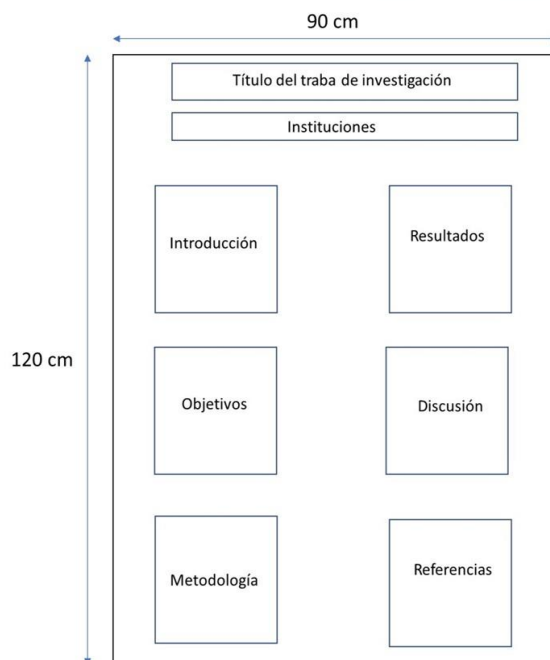 90 cm
Título del traba de investigación
Instituciones
Introducción
Resultados
120 cm
Objetivos
Discusión
Metodología
Referencias